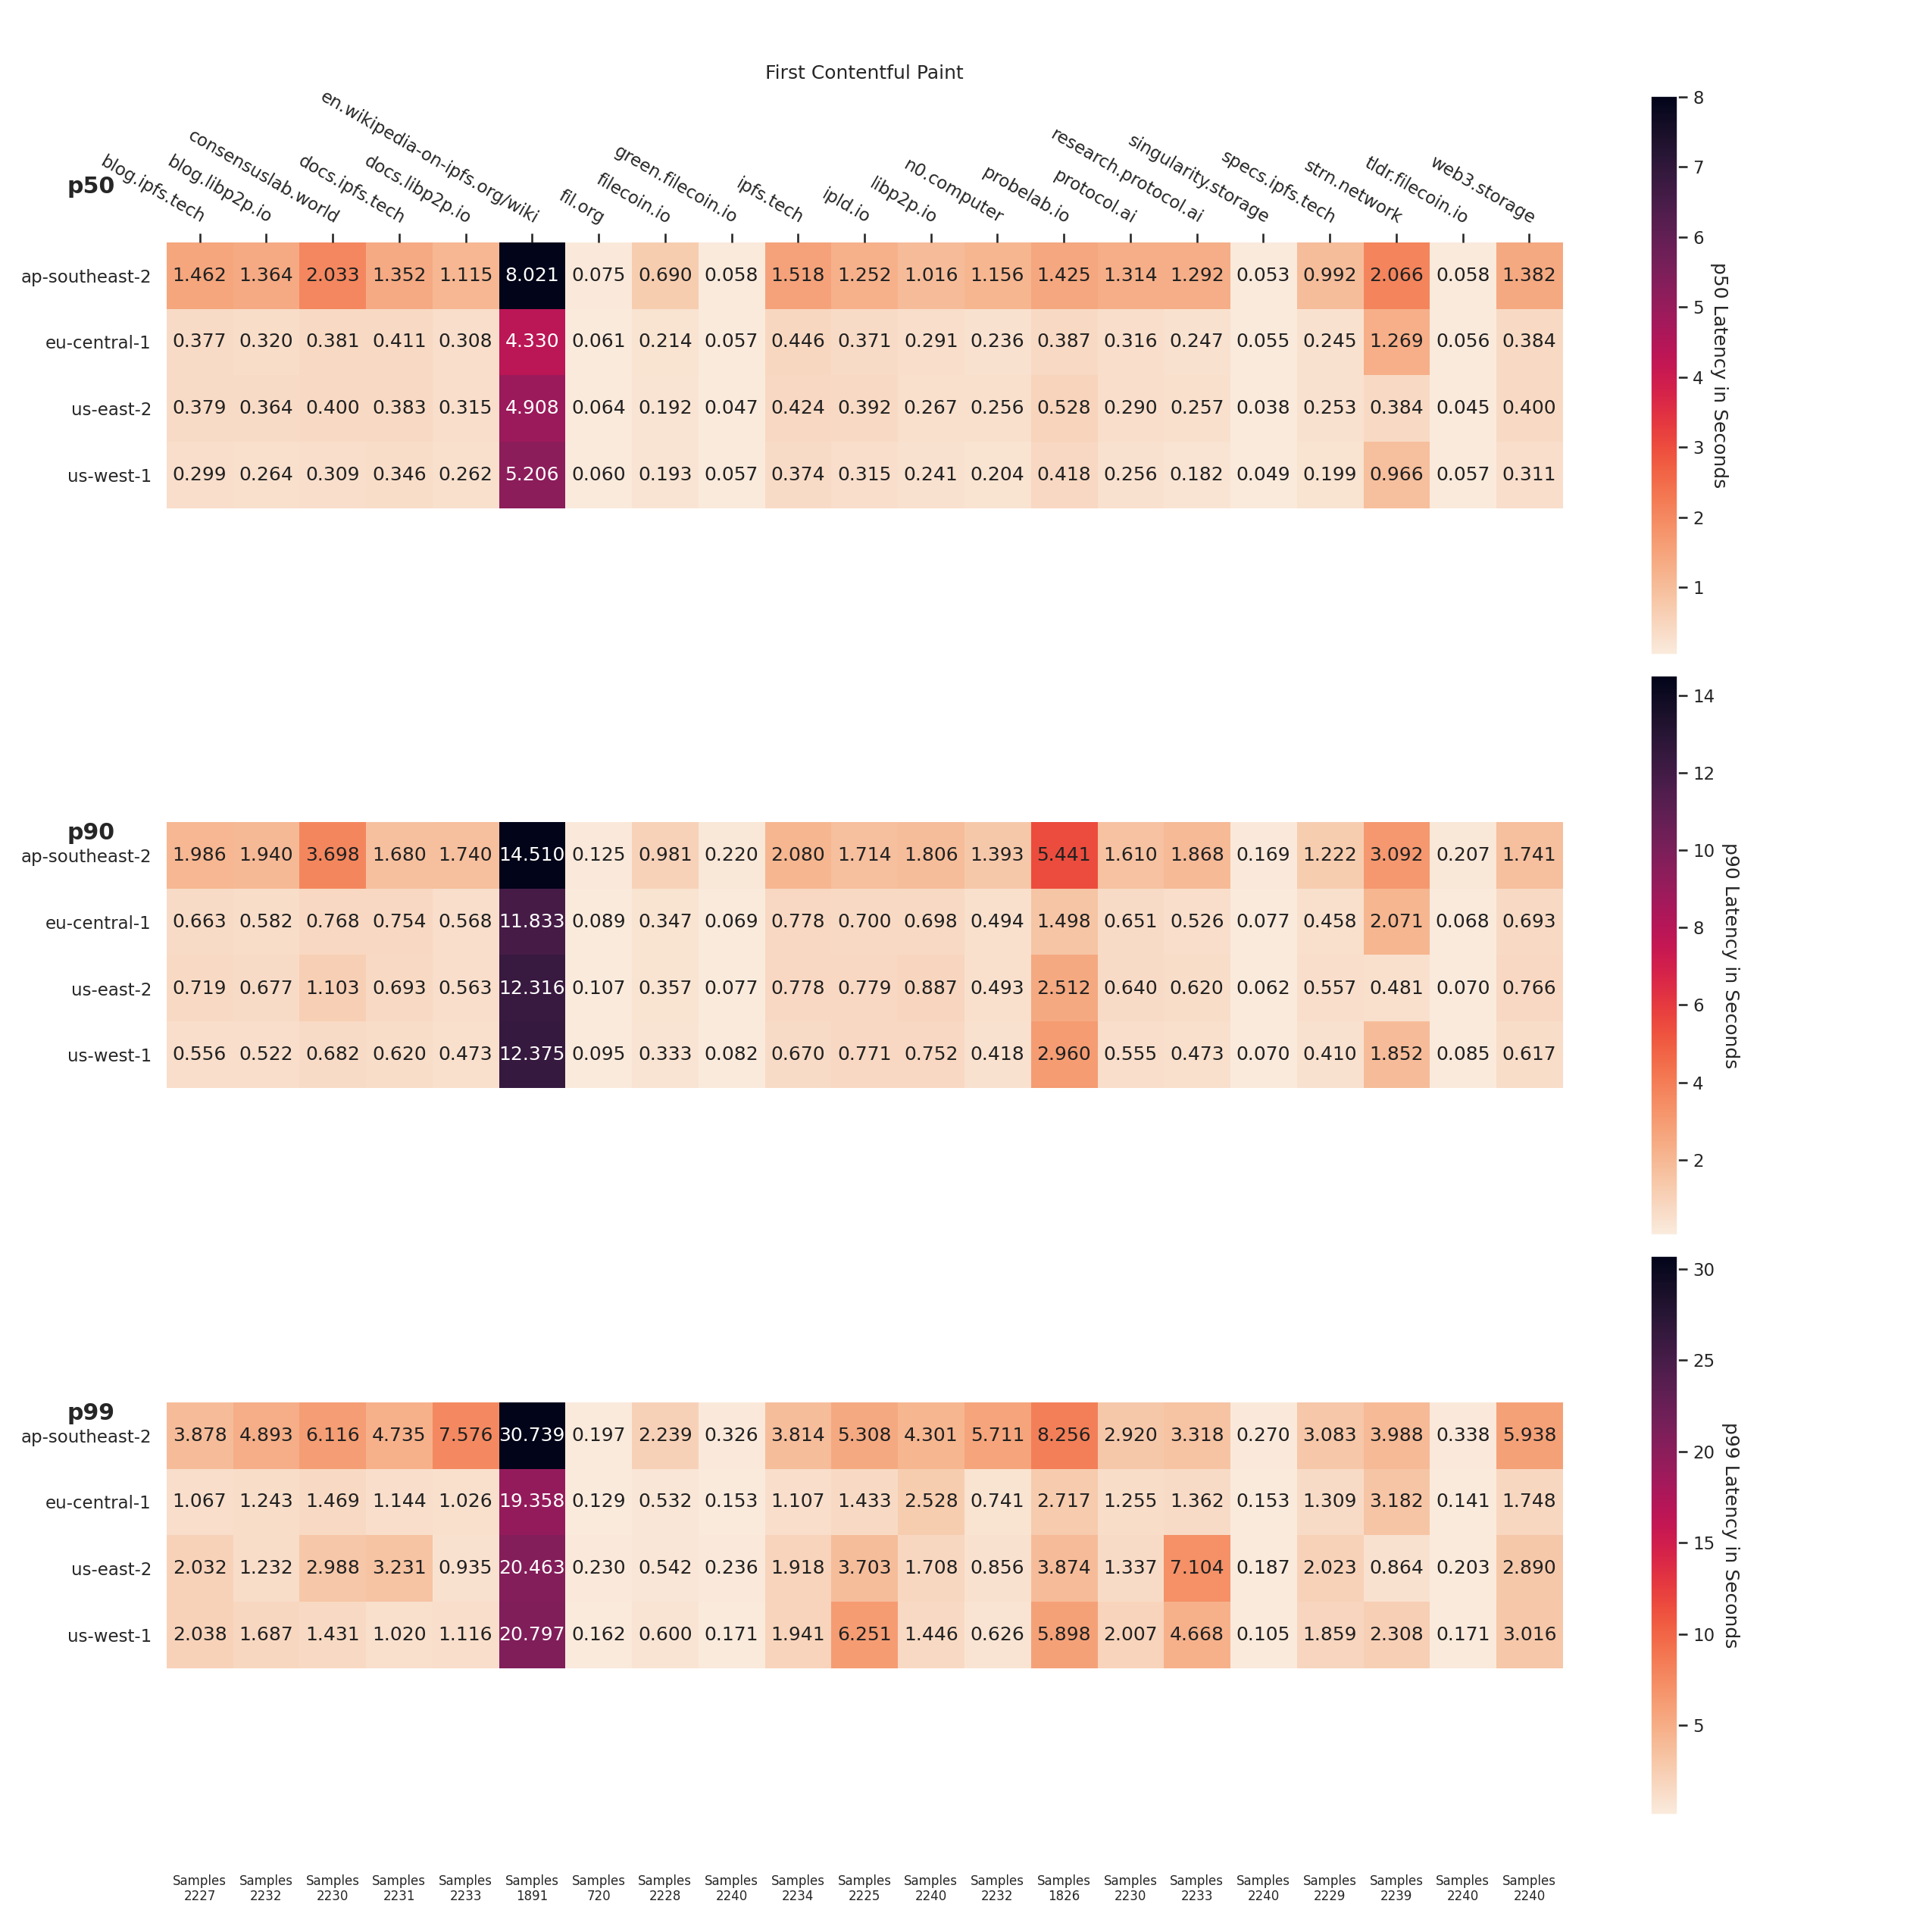 First Contentful Paint
p50
blog.ipfs.tech
blog.libp2p.io
consensuslab.world
docs.ipfs.tech
docs.libp2p.io
en.wikipedia-on-ipfs.org/wiki
fil.org
filecoin.io
green.filecoin.io
ipfs.tech
ipld.io
libp2p.io
n0.computer
probelab.io
protocol.ai
research.protocol.ai
singularity.storage
specs.ipfs.tech
strn.network
tldr.filecoin.io
web3.storage
ap-southeast-2 1.462 1.364 2.033 1.352 1.115 8.021 0.075 0.690 0.058 1.518 1.252 1.016 1.156 1.425 1.314 1.292 0.053 0.992 2.066 0.058 1.382
eu-central-1 0.377 0.320 0.381 0.411 0.308 4.330 0.061 0.214 0.057 0.446 0.371 0.291 0.236 0.387 0.316 0.247 0.055 0.245 1.269 0.056 0.384
us-east-2 0.379 0.364 0.400 0.383 0.315 4.908 0.064 0.192 0.047 0.424 0.392 0.267 0.256 0.528 0.290 0.257 0.038 0.253 0.384 0.045 0.400
us-west-1 0.299 0.264 0.309 0.346 0.262 5.206 0.060 0.193 0.057 0.374 0.315 0.241 0.204 0.418 0.256 0.182 0.049 0.199 0.966 0.057 0.311
8
7
6
5
4
3
2
1
p50 Latency in Seconds
p90
ap-southeast-2 1.986 1.940 3.698 1.680 1.740 14.510 0.125 0.981 0.220 2.080 1.714 1.806 1.393 5.441 1.610 1.868 0.169 1.222 3.092 0.207 1.741
eu-central-1 0.663 0.582 0.768 0.754 0.568 11.833 0.089 0.347 0.069 0.778 0.700 0.698 0.494 1.498 0.651 0.526 0.077 0.458 2.071 0.068 0.693
us-east-2 0.719 0.677 1.103 0.693 0.563 12.316 0.107 0.357 0.077 0.778 0.779 0.887 0.493 2.512 0.640 0.620 0.062 0.557 0.481 0.070 0.766
us-west-1 0.556 0.522 0.682 0.620 0.473 12.375 0.095 0.333 0.082 0.670 0.771 0.752 0.418 2.960 0.555 0.473 0.070 0.410 1.852 0.085 0.617
14
12
10
8
6
4
2
p90 Latency in Seconds
p99
ap-southeast-2 3.878 4.893 6.116 4.735 7.576 30.739 0.197 2.239 0.326 3.814 5.308 4.301 5.711 8.256 2.920 3.318 0.270 3.083 3.988 0.338 5.938
eu-central-1 1.067 1.243 1.469 1.144 1.026 19.358 0.129 0.532 0.153 1.107 1.433 2.528 0.741 2.717 1.255 1.362 0.153 1.309 3.182 0.141 1.748
us-east-2 2.032 1.232 2.988 3.231 0.935 20.463 0.230 0.542 0.236 1.918 3.703 1.708 0.856 3.874 1.337 7.104 0.187 2.023 0.864 0.203 2.890
us-west-1 2.038 1.687 1.431 1.020 1.116 20.797 0.162 0.600 0.171 1.941 6.251 1.446 0.626 5.898 2.007 4.668 0.105 1.859 2.308 0.171 3.016
30
25
20
15
10
5
p99 Latency in Seconds
Samples Samples Samples Samples Samples Samples Samples Samples Samples Samples Samples Samples Samples Samples Samples Samples Samples Samples Samples Samples Samples
2227 2232 2230 2231 2233 1891 720 2228 2240 2234 2225 2240 2232 1826 2230 2233 2240 2229 2239 2240 2240